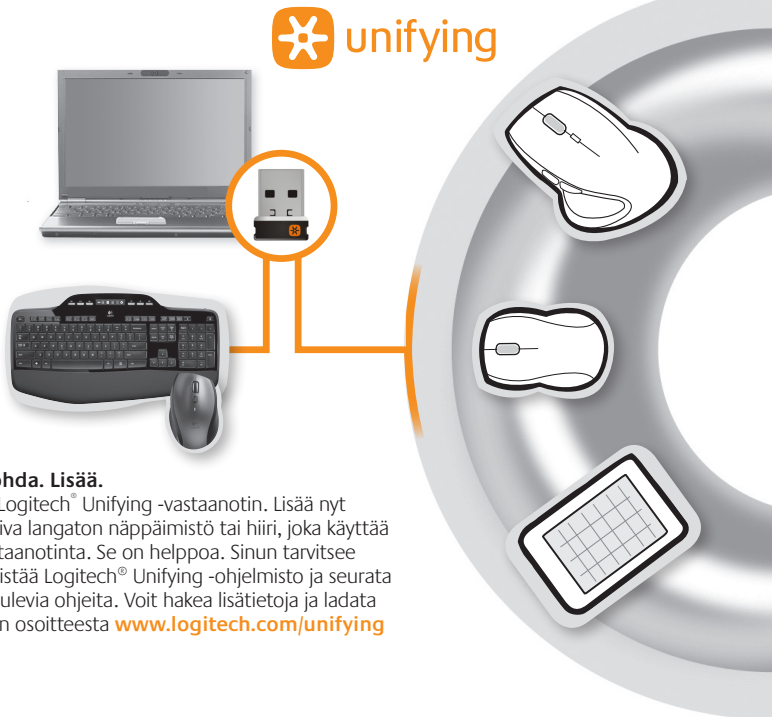 unifying
ohda. Lisää.
Logitech® Unifying -vastaanotin. Lisää nyt
iva langaton näppäimistö tai hiiri, joka käyttää
taanotinta. Se on helppoa. Sinun tarvitsee
istää Logitech® Unifying -ohjelmisto ja seurata
ulevia ohjeita. Voit hakea lisätietoja ja ladata
n osoitteesta www.logitech.com/unifying